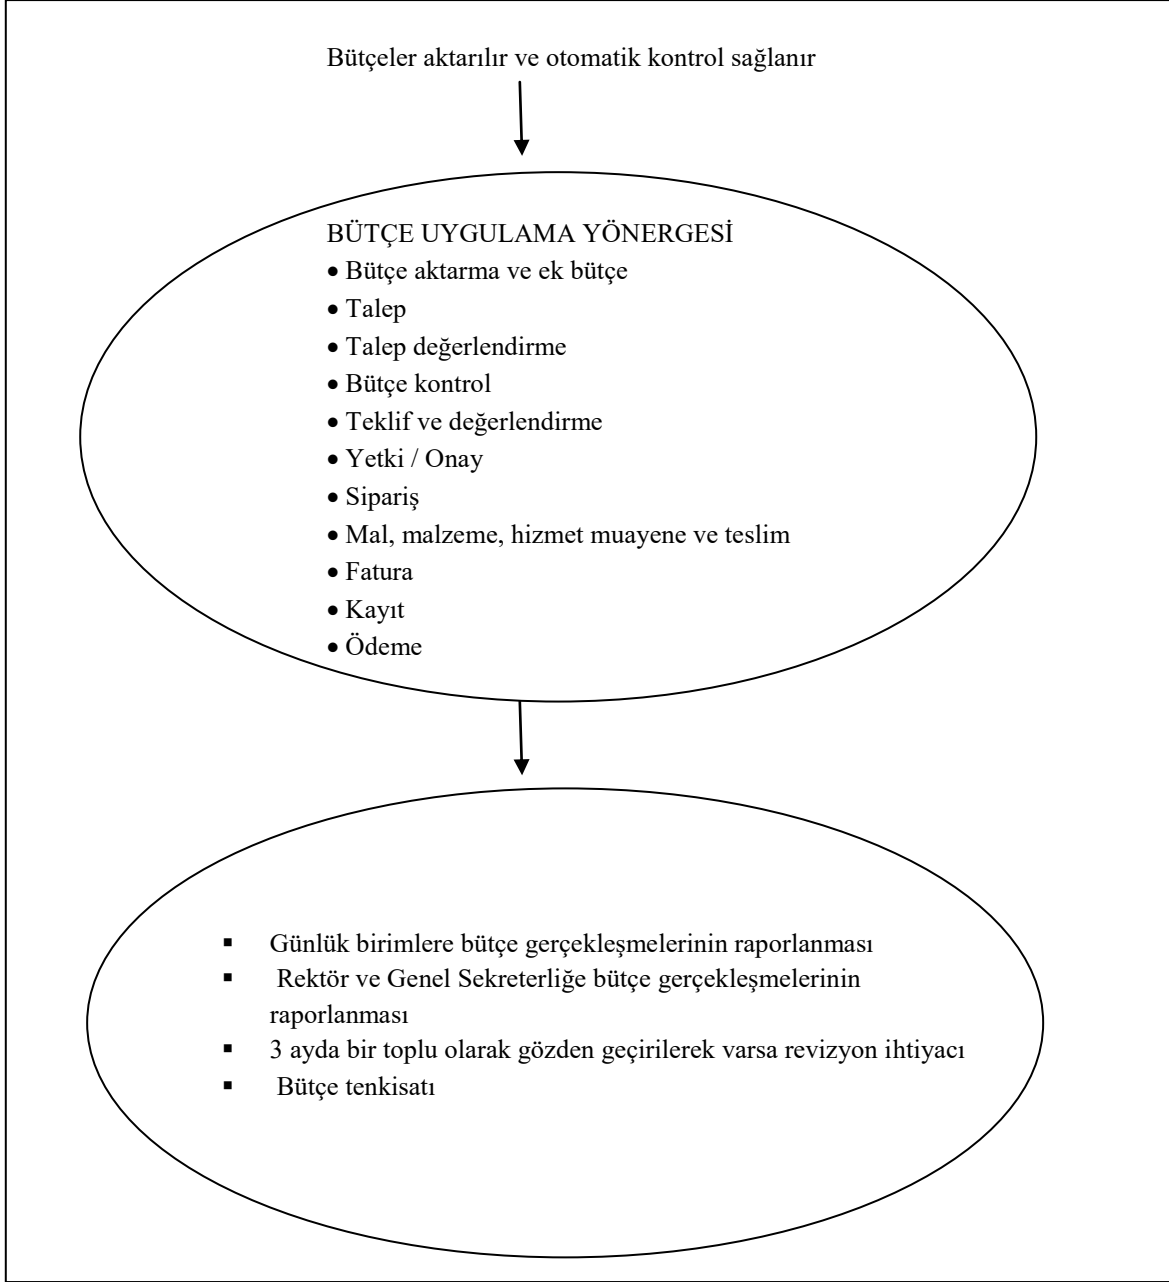 Bütçeler aktarılır ve otomatik kontrol sağlanır
BÜTÇE UYGULAMA YÖNERGESİ
• Bütçe aktarma ve ek bütçe
• Talep
• Talep değerlendirme
• Bütçe kontrol
• Teklif ve değerlendirme
• Yetki / Onay
• Sipariş
• Mal, malzeme, hizmet muayene ve teslim
• Fatura
• Kayıt
• Ödeme
▪ Günlük birimlere bütçe gerçekleşmelerinin raporlanması
▪ Rektör ve Genel Sekreterliğe bütçe gerçekleşmelerinin
raporlanması
▪ 3 ayda bir toplu olarak gözden geçirilerek varsa revizyon ihtiyacı
▪ Bütçe tenkisatı